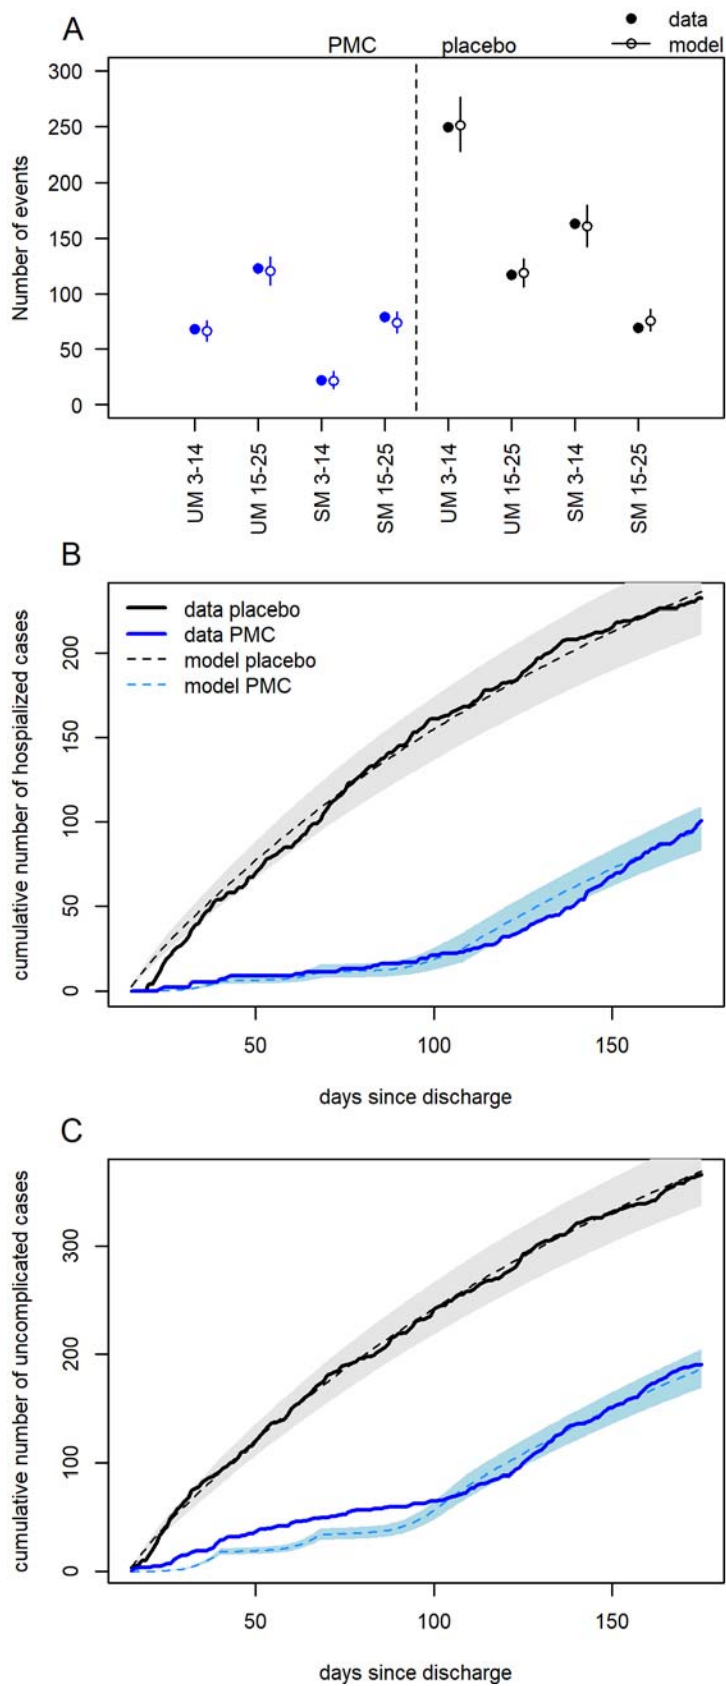 A
PMC
placebo
data
model
Number of events
300
250
200
150
100
50
0
UM 3-14
UM 15-25
SM 3-14
SM 15-25
UM 3-14
UM 15-25
SM 3-14
SM 15-25
B
data placebo
data PMC
model placebo
model PMC
cumulative number of hospialized cases
200
150
100
50
0
50
100
150
days since discharge
C
cumulative number of uncomplicated cases
300
200
100
0
50
100
150
days since discharge